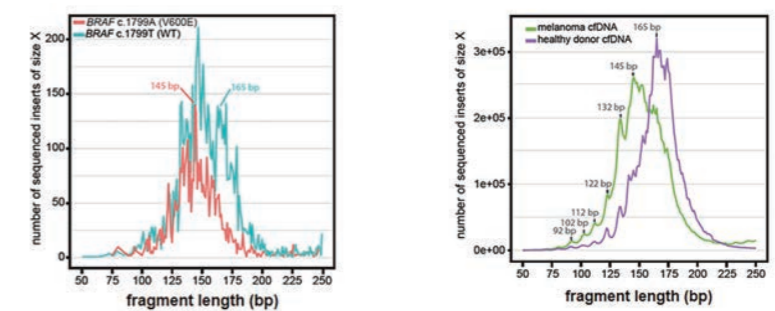 BRAF c.1799A (V600E)
BRAF c.1799T (WT)
number of sequenced inserts of size X
200
150
100
50
0
145 bp
165 bp
50 75 100 125 150 175 200 225 250
fragment length (bp)
melanoma cfDNA
healthy donor cfDNA
number of sequenced inserts of size X
3e+05
2e+05
1e+05
0e+00
165 bp
145 bp
132 bp
122 bp
112 bp
102 bp
92 bp
50 75 100 125 150 175 200 225 250
fragment length (bp)